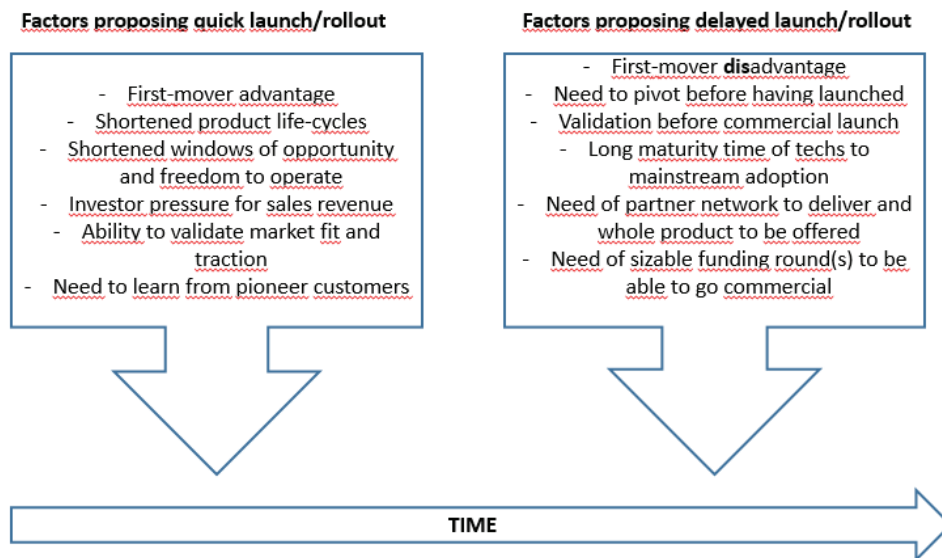 Factors proposing quick launch/rollout
- First-mover advantage
- Shortened product life-cycles
- Shortened windows of opportunity
and freedom to operate
- Investor pressure for sales revenue
- Ability to validate market fit and
traction
- Need to learn from pioneer customers
Factors proposing delayed launch/rollout
- First-mover disadvantage
- Need to pivot before having launched
- Validation before commercial launch
- Long maturity time of techs to
mainstream adoption
- Need of partner network to deliver and
whole product to be offered
- Need of sizable funding round(s) to be
able to go commercial
TIME